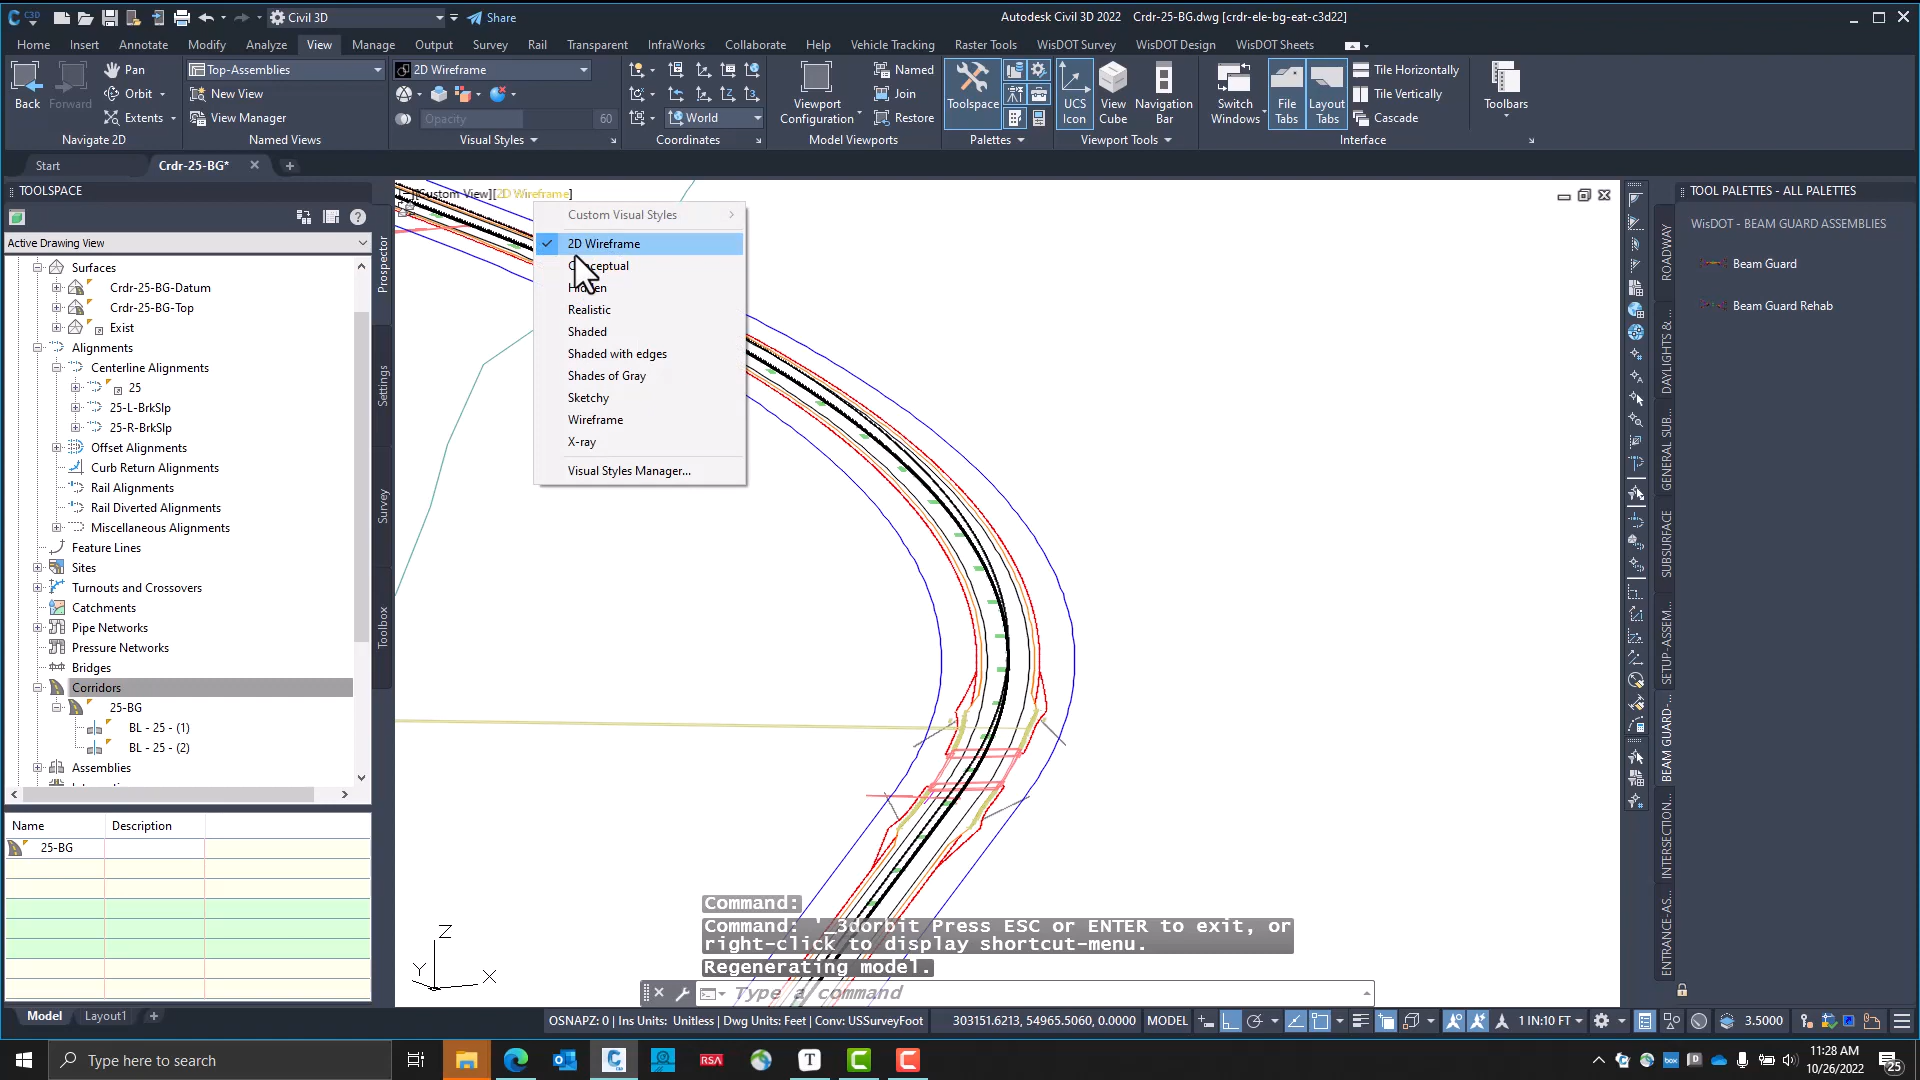 Civil 3D
Share
Autodesk Civil 3D 2022 Crdr-25-BG.dwg [crdr-ele-bg-eat-c3d22]
Home Insert Annotate Modify Analyze View Manage Output Survey Rail Transparent InfraWorks Collaborate Help Vehicle Tracking Raster Tools WisDOT Survey WisDOT Design WisDOT Sheets
Back
Forward
Pan
Orbit
Extents
Navigate 2D
Top-Assemblies
New View
View Manager
Named Views
2D Wireframe
Opacity 60
Visual Styles
World
Coordinates
Viewport
Configuration
Named
Join
Restore
Model Viewports
Toolspace
Palettes
UCS
Icon
View
Cube
Navigation
Bar
Viewport Tools
Switch
Windows
File
Tabs
Layout
Tabs
Tile Horizontally
Tile Vertically
Cascade
Interface
Toolbars
Start
Crdr-25-BG*
TOOLSPACE
Active Drawing View
Surfaces
Crdr-25-BG-Datum
Crdr-25-BG-Top
Exist
Alignments
Centerline Alignments
25
25-L-BrkSlp
25-R-BrkSlp
Offset Alignments
Curb Return Alignments
Rail Alignments
Rail Diverted Alignments
Miscellaneous Alignments
Feature Lines
Sites
Turnouts and Crossovers
Catchments
Pipe Networks
Pressure Networks
Bridges
Corridors
25-BG
BL - 25 - (1)
BL - 25 - (2)
Assemblies
Name Description
25-BG
Prospector
Settings
Survey
Toolbox
[−][Custom View][2D Wireframe]
Custom Visual Styles
2D Wireframe
Conceptual
Hidden
Realistic
Shaded
Shaded with edges
Shades of Gray
Sketchy
Wireframe
X-ray
Visual Styles Manager...
Z
Y
X
Command:
Command: '_3dorbit Press ESC or ENTER to exit, or
right-click to display shortcut-menu.
Regenerating model.
Type a command
TOOL PALETTES - ALL PALETTES
WisDOT - BEAM GUARD ASSEMBLIES
Beam Guard
Beam Guard Rehab
ROADWAY
DAYLIGHTS &...
GENERAL SUB...
SUBSURFACE
SETUP-ASSEM...
BEAM GUARD-...
INTERSECTION...
ENTRANCE-AS...
Model
Layout1
OSNAPZ: 0 | Ins Units: Unitless | Dwg Units: Feet | Conv: USSurveyFoot
303151.6213, 54965.5060, 0.0000
MODEL
1 IN:10 FT
3.5000
Type here to search
RSA
T
box
11:28 AM
10/26/2022
25